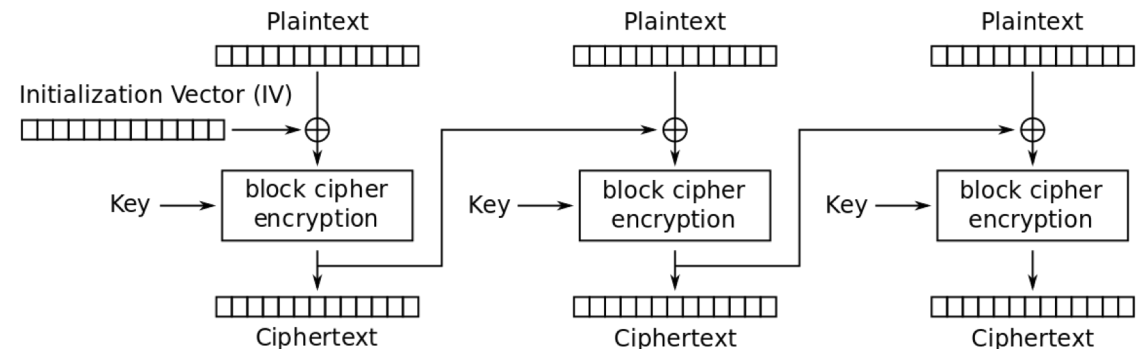 Plaintext
Plaintext
Plaintext
Initialization Vector (IV)
Key
block cipher
encryption
Key
block cipher
encryption
Key
block cipher
encryption
Ciphertext
Ciphertext
Ciphertext